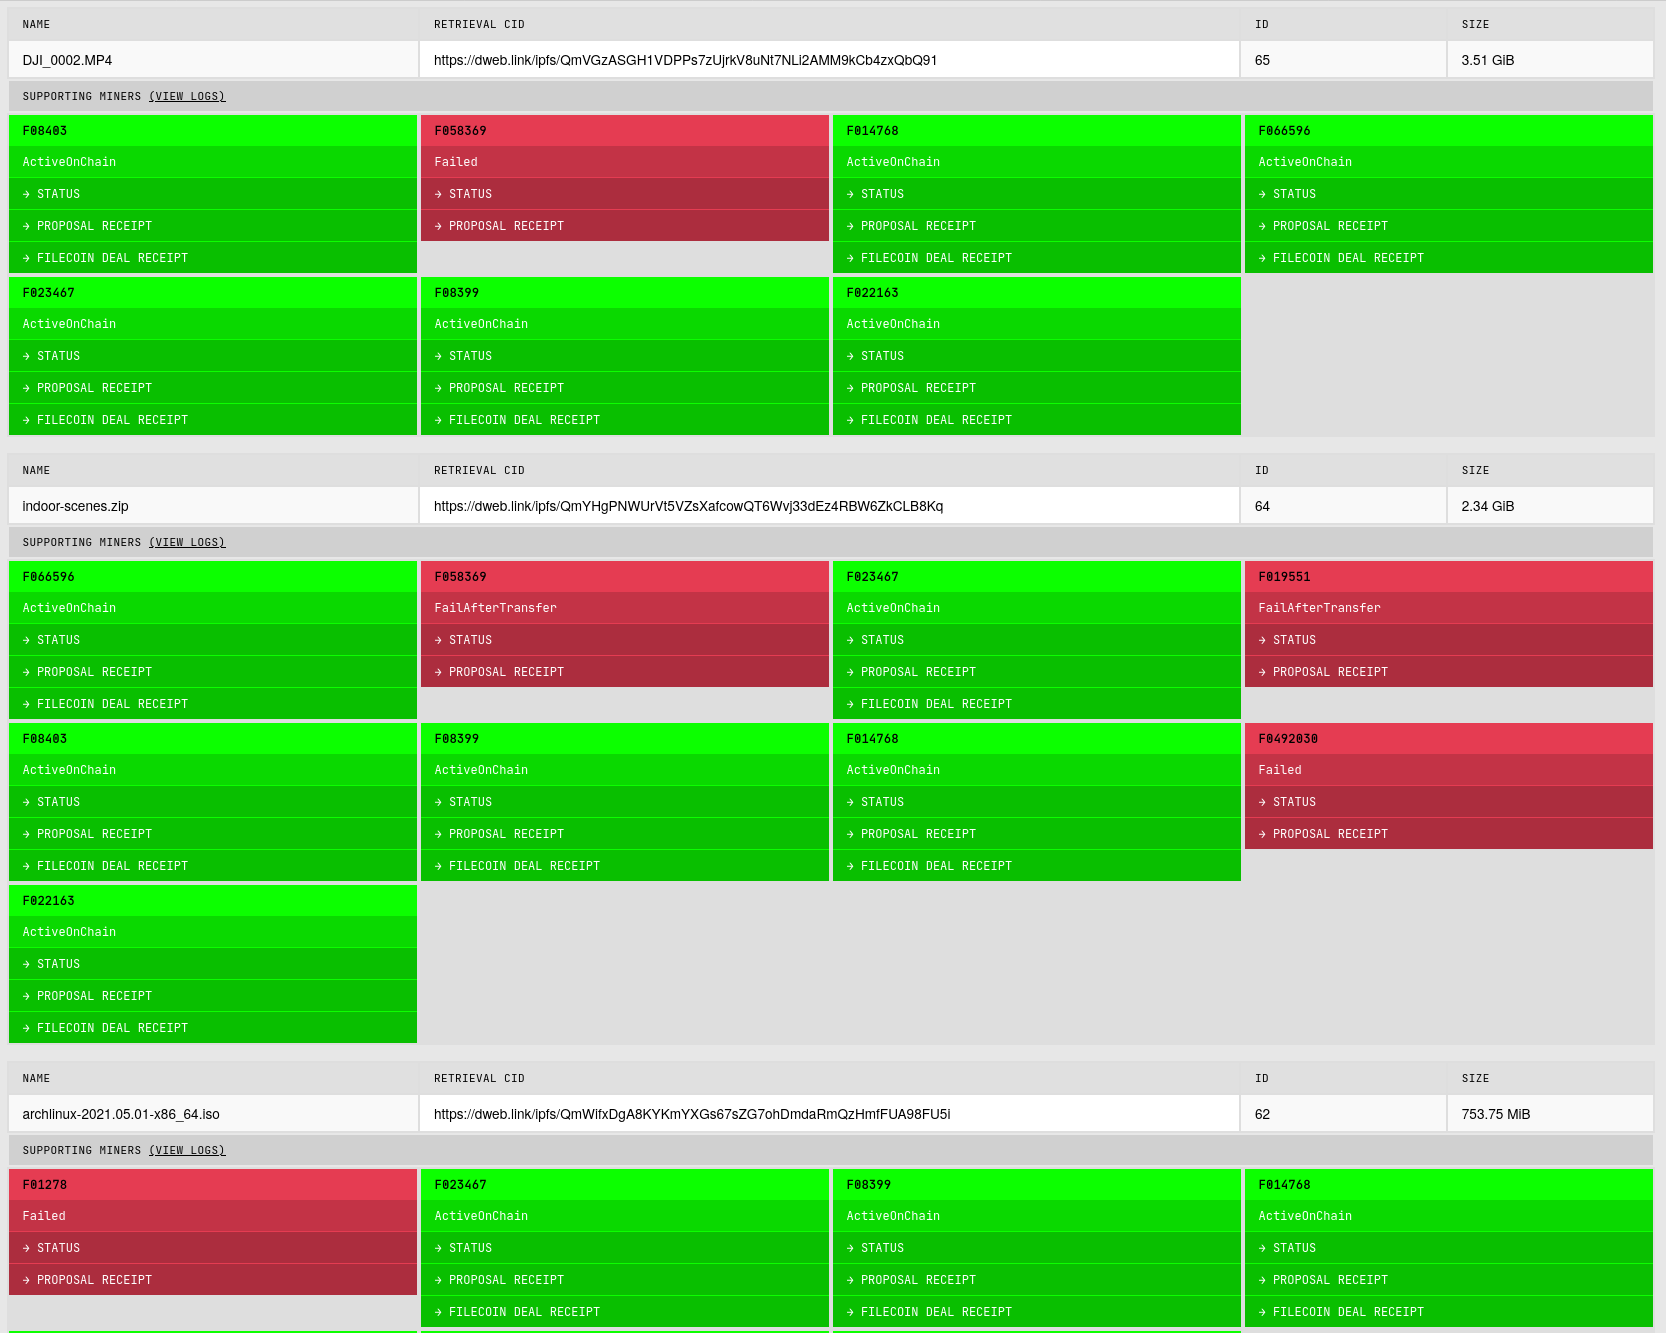 NAME RETRIEVAL CID ID SIZE
DJI_0002.MP4 https://dweb.link/ipfs/QmVGzASGH1VDPPs7zUjrkV8uNt7NLi2AMM9kCb4zxQbQ91 65 3.51 GiB
SUPPORTING MINERS (VIEW LOGS)
F08403 F058369 F014768 F066596
ActiveOnChain Failed ActiveOnChain ActiveOnChain
→ STATUS → STATUS → STATUS → STATUS
→ PROPOSAL RECEIPT → PROPOSAL RECEIPT → PROPOSAL RECEIPT → PROPOSAL RECEIPT
→ FILECOIN DEAL RECEIPT → FILECOIN DEAL RECEIPT → FILECOIN DEAL RECEIPT
F023467 F08399 F022163
ActiveOnChain ActiveOnChain ActiveOnChain
→ STATUS → STATUS → STATUS
→ PROPOSAL RECEIPT → PROPOSAL RECEIPT → PROPOSAL RECEIPT
→ FILECOIN DEAL RECEIPT → FILECOIN DEAL RECEIPT → FILECOIN DEAL RECEIPT
NAME RETRIEVAL CID ID SIZE
indoor-scenes.zip https://dweb.link/ipfs/QmYHgPNWUrVt5VZsXafcowQT6Wvj33dEz4RBW6ZkCLB8Kq 64 2.34 GiB
SUPPORTING MINERS (VIEW LOGS)
F066596 F058369 F023467 F019551
ActiveOnChain FailAfterTransfer ActiveOnChain FailAfterTransfer
→ STATUS → STATUS → STATUS → STATUS
→ PROPOSAL RECEIPT → PROPOSAL RECEIPT → PROPOSAL RECEIPT → PROPOSAL RECEIPT
→ FILECOIN DEAL RECEIPT → FILECOIN DEAL RECEIPT
F08403 F08399 F014768 F0492030
ActiveOnChain ActiveOnChain ActiveOnChain Failed
→ STATUS → STATUS → STATUS → STATUS
→ PROPOSAL RECEIPT → PROPOSAL RECEIPT → PROPOSAL RECEIPT → PROPOSAL RECEIPT
→ FILECOIN DEAL RECEIPT → FILECOIN DEAL RECEIPT → FILECOIN DEAL RECEIPT
F022163
ActiveOnChain
→ STATUS
→ PROPOSAL RECEIPT
→ FILECOIN DEAL RECEIPT
NAME RETRIEVAL CID ID SIZE
archlinux-2021.05.01-x86_64.iso https://dweb.link/ipfs/QmWifxDgA8KYKmYXGs67sZG7ohDmdaRmQzHmfFUA98FU5i 62 753.75 MiB
SUPPORTING MINERS (VIEW LOGS)
F01278 F023467 F08399 F014768
Failed ActiveOnChain ActiveOnChain ActiveOnChain
→ STATUS → STATUS → STATUS → STATUS
→ PROPOSAL RECEIPT → PROPOSAL RECEIPT → PROPOSAL RECEIPT → PROPOSAL RECEIPT
→ FILECOIN DEAL RECEIPT → FILECOIN DEAL RECEIPT → FILECOIN DEAL RECEIPT